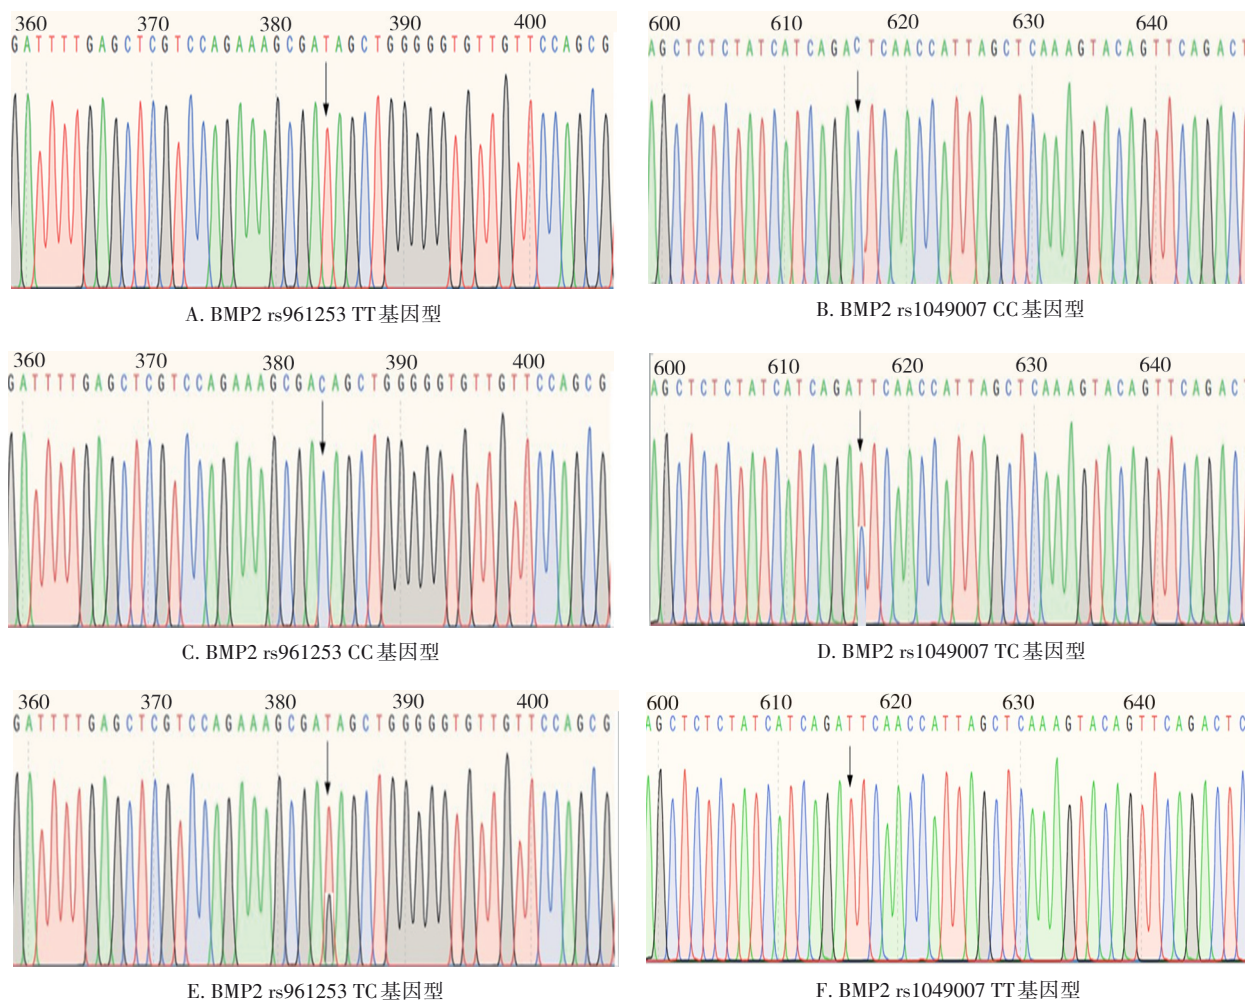 360 370 380 390 400
GATTTTGAGCTCGTCCAGAAAGCGATAGCTGGGGGTGTTGTTCCAGCG
A. BMP2 rs961253 TT基因型
600 610 620 630 640
AGCTCTCTATCATCAGACTCAACCATTAGCTCAAAGTACAGTTCAGACT
B. BMP2 rs1049007 CC基因型
360 370 380 390 400
GATTTTGAGCTCGTCCAGAAAGCGACAGCTGGGGGTGTTGTTCCAGCG
C. BMP2 rs961253 CC基因型
600 610 620 630 640
AGCTCTCTATCATCAGATTCAACCATTAGCTCAAAGTACAGTTCAGAC
D. BMP2 rs1049007 TC基因型
360 370 380 390 400
GATTTTGAGCTCGTCCAGAAAGCGATAGCTGGGGGTGTTGTTCCAGCG
E. BMP2 rs961253 TC基因型
600 610 620 630 640
AGCTCTCTATCATCAGATTCAACCATTAGCTCAAAGTACAGTTCAGACTC
F. BMP2 rs1049007 TT基因型